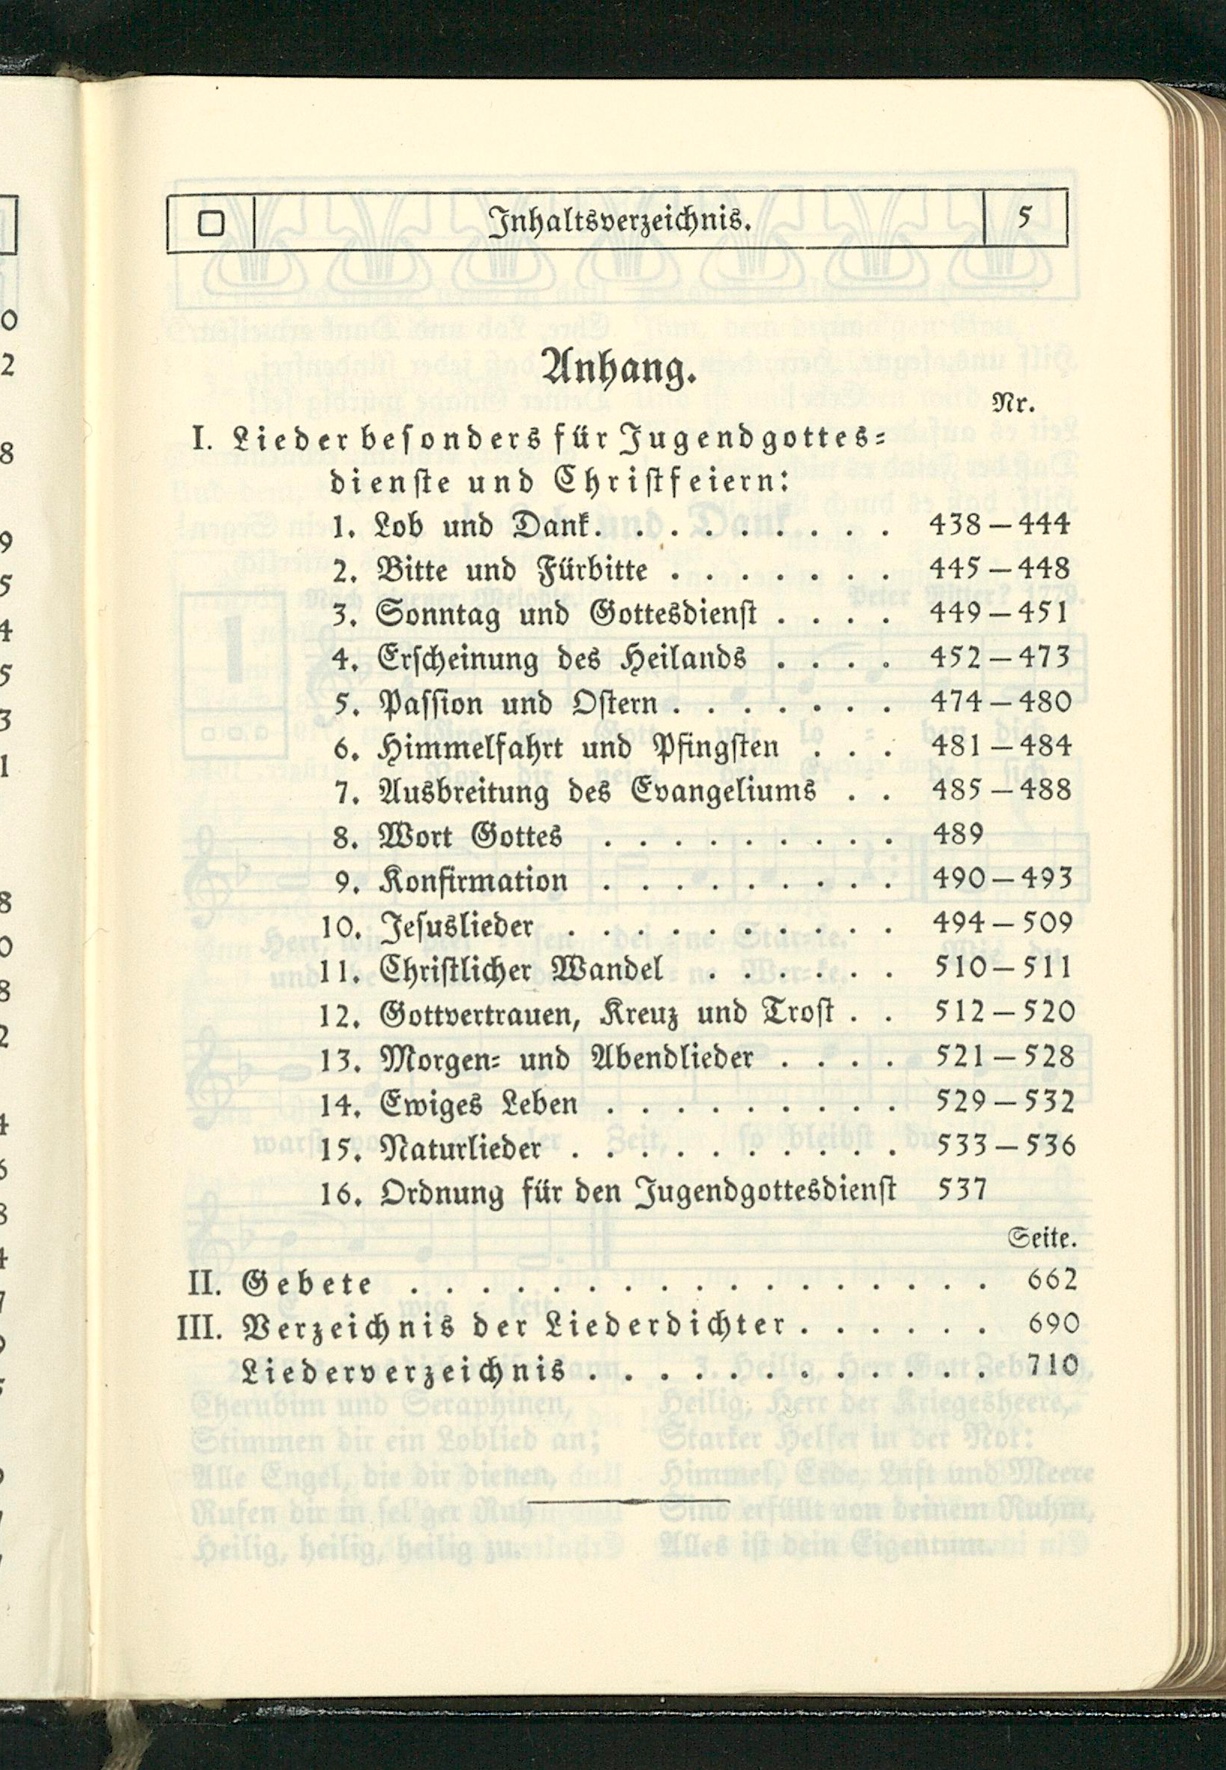 Inhaltsverzeichnis. 5
Anhang.
Nr.
I. Lieder besonders für Jugendgottes-
dienste und Christfeiern:
1. Lob und Dank. . . . . . . . . 438–444
2. Bitte und Fürbitte . . . . . . . 445–448
3. Sonntag und Gottesdienst . . . . 449–451
4. Erscheinung des Heilands . . . . 452–473
5. Passion und Ostern . . . . . . . 474–480
6. Himmelfahrt und Pfingsten . . . 481–484
7. Ausbreitung des Evangeliums . . 485–488
8. Wort Gottes . . . . . . . . . 489
9. Konfirmation . . . . . . . . . 490–493
10. Jesuslieder . . . . . . . . . . 494–509
11. Christlicher Wandel . . . . . . 510–511
12. Gottvertrauen, Kreuz und Trost . . 512–520
13. Morgen- und Abendlieder . . . . 521–528
14. Ewiges Leben . . . . . . . . . 529–532
15. Naturlieder . . . . . . . . . . 533–536
16. Ordnung für den Jugendgottesdienst 537
Seite.
II. Gebete . . . . . . . . . . . . . . . . . . 662
III. Verzeichnis der Liederdichter . . . . . . 690
Liederverzeichnis . . . . . . . . . . . . 710